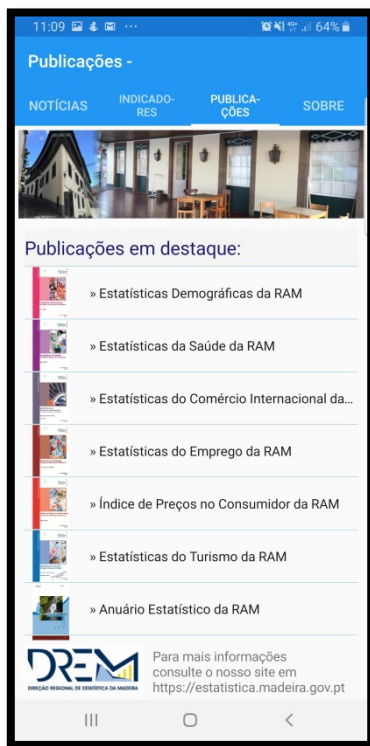 11:09
64%
Publicações -
NOTÍCIAS
INDICADO-
RES
PUBLICA-
ÇÕES
SOBRE
Publicações em destaque:
» Estatísticas Demográficas da RAM
» Estatísticas da Saúde da RAM
» Estatísticas do Comércio Internacional da...
» Estatísticas do Emprego da RAM
» Índice de Preços no Consumidor da RAM
» Estatísticas do Turismo da RAM
» Anuário Estatístico da RAM
DREM
DIREÇÃO REGIONAL DE ESTATÍSTICA DA MADEIRA
Para mais informações
consulte o nosso site em
https://estatistica.madeira.gov.pt